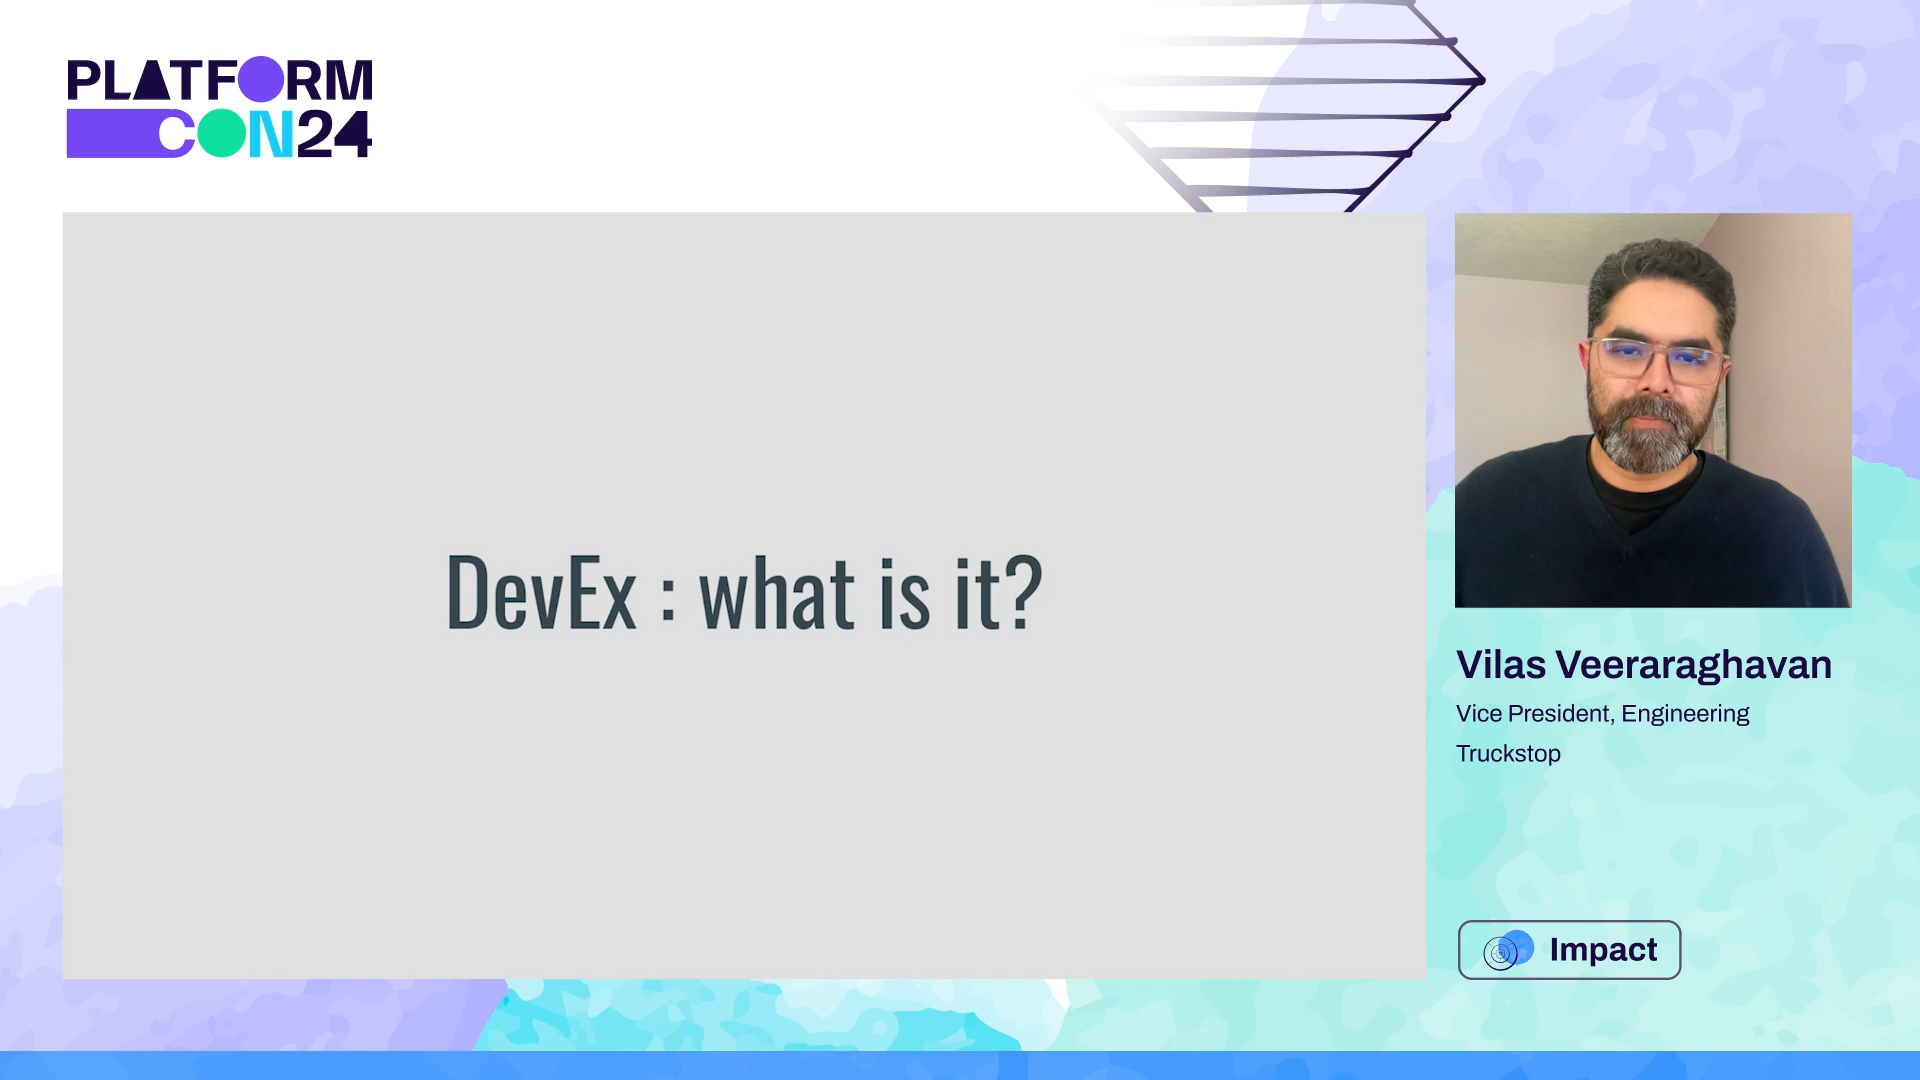 PLATFORM
CON24
DevEx : what is it?
Vilas Veeraraghavan
Vice President, Engineering
Truckstop
Impact